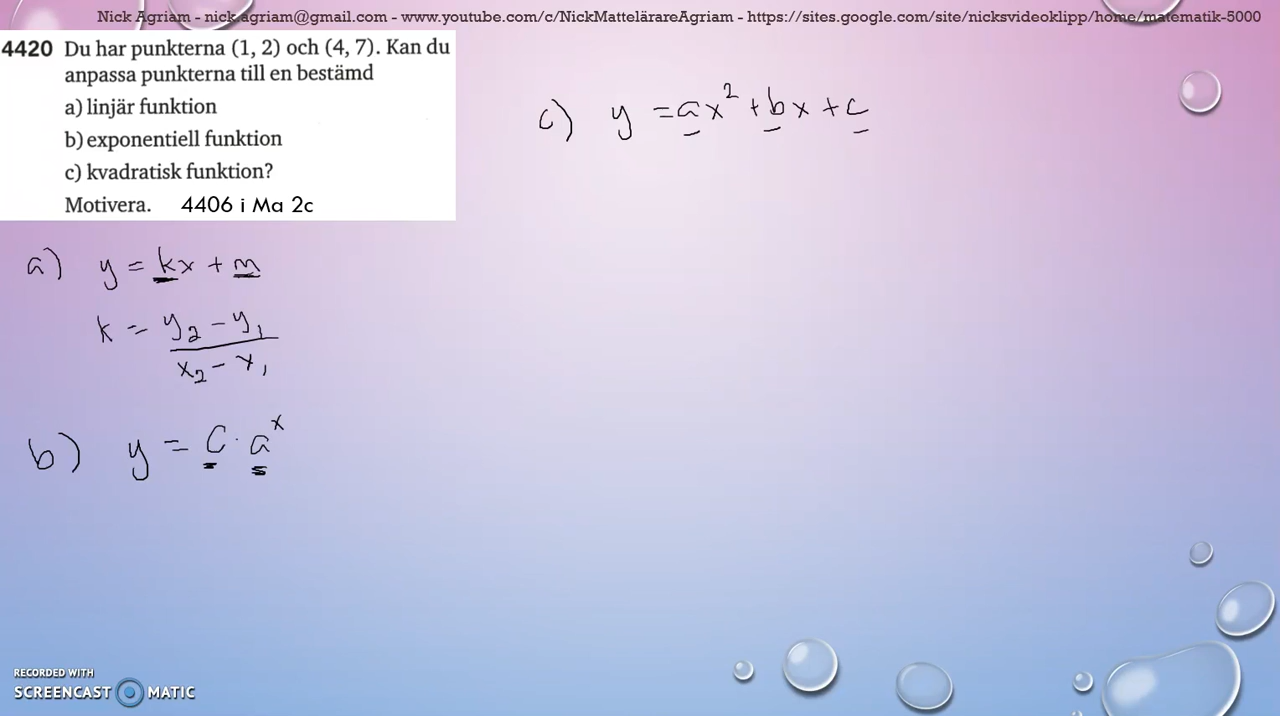 Nick Agriam - nick.agriam@gmail.com - www.youtube.com/c/NickMattelärareAgriam - https://sites.google.com/site/nicksvideoklipp/home/matematik-5000
4420 Du har punkterna (1, 2) och (4, 7). Kan du
anpassa punkterna till en bestämd
a) linjär funktion
b) exponentiell funktion
c) kvadratisk funktion?
Motivera. 4406 i Ma 2c
a) y = kx + m
k = (y₂ - y₁)/(x₂ - x₁)
b) y = C · aˣ
c) y = ax² + bx + c
RECORDED WITH
SCREENCAST MATIC